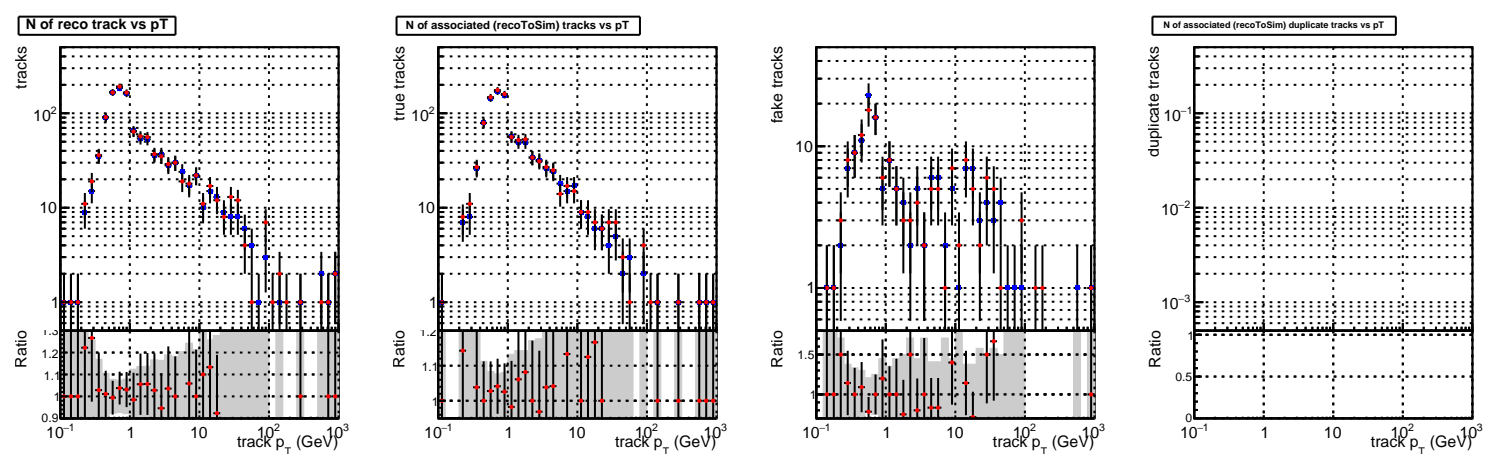 N of reco track vs pT
tracks
10²
10
1
Ratio
1.3
1.2
1.1
1
0.9
10⁻¹ 1 10 10² 10³
track p_T (GeV)
N of associated (recoToSim) tracks vs pT
true tracks
10²
10
1
Ratio
1.2
1.1
1
10⁻¹ 1 10 10² 10³
track p_T (GeV)
fake tracks
10
1
Ratio
1.5
1
10⁻¹ 1 10 10² 10³
track p_T (GeV)
N of associated (recoToSim) duplicate tracks vs pT
duplicate tracks
10⁻¹
10⁻²
10⁻³
Ratio
1
0.5
0
10⁻¹ 1 10 10² 10³
track p_T (GeV)